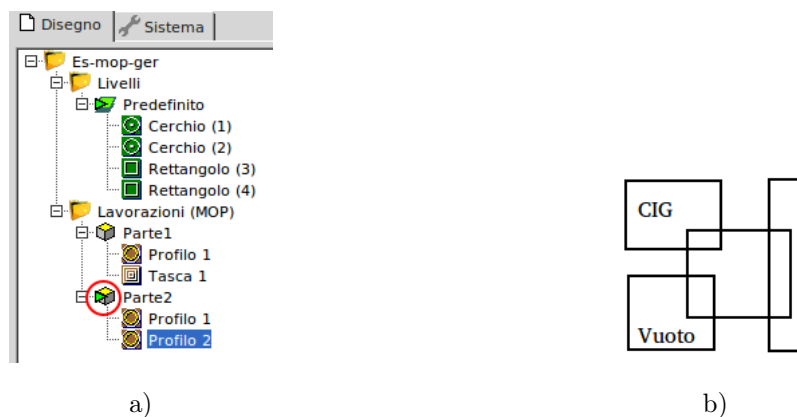 Disegno Sistema
Es-mop-ger
Livelli
Predefinito
Cerchio (1)
Cerchio (2)
Rettangolo (3)
Rettangolo (4)
Lavorazioni (MOP)
Parte1
Profilo 1
Tasca 1
Parte2
Profilo 1
Profilo 2
CIG
Vuoto
a) b)